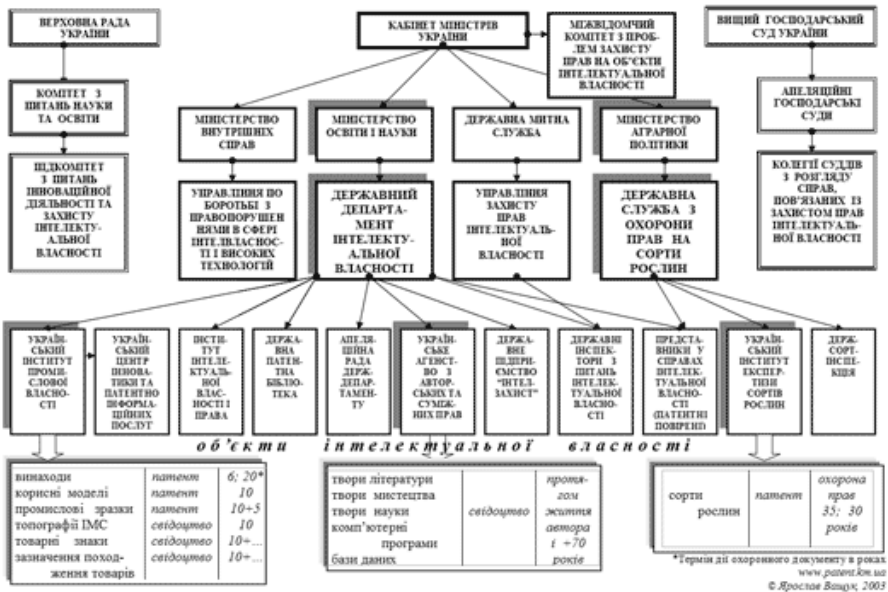 ВЕРХОВНА РАДА
УКРАЇНИ
КАБІНЕТ МІНІСТРІВ
УКРАЇНИ
МІЖВІДОМЧИЙ
КОМІТЕТ З ПРОБ-
ЛЕМ ЗАХИСТУ
ПРАВ НА ОБ'ЄКТИ
ІНТЕЛЕКТУАЛЬНОЇ
ВЛАСНОСТІ
ВИЩИЙ ГОСПОДАРСЬКИЙ
СУД УКРАЇНИ
КОМІТЕТ З
ПИТАНЬ НАУКИ
ТА ОСВІТИ
МІНІСТЕРСТВО
ВНУТРІШНІХ
СПРАВ
МІНІСТЕРСТВО
ОСВІТИ І НАУКИ
ДЕРЖАВНА МИТНА
СЛУЖБА
МІНІСТЕРСТВО
АГРАРНОЇ
ПОЛІТИКИ
АПЕЛЯЦІЙНІ
ГОСПОДАРСЬКІ
СУДИ
ПІДКОМІТЕТ
З ПИТАНЬ
ІННОВАЦІЙНОЇ
ДІЯЛЬНОСТІ ТА
ЗАХИСТУ
ІНТЕЛЕКТУ-
АЛЬНОЇ
ВЛАСНОСТІ
УПРАВЛІННЯ ПО
БОРОТЬБІ З
ПРАВОПОРУШЕН
НЯМИ В СФЕРІ
ІНТЕЛВЛАСНОС-
ТІ І ВИСОКИХ
ТЕХНОЛОГІЙ
ДЕРЖАВНИЙ
ДЕПАРТА-
МЕНТ
ІНТЕЛЕКТУ-
АЛЬНОЇ
ВЛАСНОСТІ
УПРАВЛІННЯ
ЗАХИСТУ
ПРАВ
ІНТЕЛЕКТУАЛЬ-
НОЇ
ВЛАСНОСТІ
ДЕРЖАВНА
СЛУЖБА З
ОХОРОНИ
ПРАВ НА
СОРТИ
РОСЛИН
КОЛЕГІЇ СУДДІВ
З РОЗГЛЯДУ
СПРАВ,
ПОВ'ЯЗАНИХ ІЗ
ЗАХИСТОМ ПРАВ
ІНТЕЛЕКТУАЛЬ-
НОЇ ВЛАСНОСТІ
УКРАЇН-
СЬКИЙ
ІНСТИТУТ
ПРОМИ-
СЛОВОЇ
ВЛАСНО-
СТІ
УКРАЇН-
СЬКИЙ
ЦЕНТР
ІННОВА-
ТИКИ ТА
ПАТЕНТНО
ІНФОРМА-
ЦІЙНИХ
ПОСЛУГ
ІНСТИ-
ТУТ
ІНТЕЛЕ-
КТУАЛЬ-
НОЇ
ВЛАС-
НОСТІ
І ПРАВА
ДЕРЖА-
ВНА
ПАТЕН-
ТНА
БІБЛІО-
ТЕКА
АПЕЛЯ-
ЦІЙНА
РАДА
ДЕРЖ-
ДЕПАР-
ТАМЕН-
ТУ
УКРАЇН-
СЬКЕ
АГЕНСТ-
ВО З
АВТОР-
СЬКИХ ТА
СУМІЖ-
НИХ ПРАВ
ДЕРЖА-
ВНЕ
ПІДПРИ-
ЄМСТВО
"ІНТЕЛ-
ЗАХИСТ"
ДЕРЖАВНІ
ІНСПЕК-
ТОРИ З
ПИТАНЬ
ІНТЕЛЕК-
ТУАЛЬНОЇ
ВЛАСНО-
СТІ
ПРЕДСТА-
ВНИКИ У
СПРАВАХ
ІНТЕЛЕК-
ТУАЛЬНОЇ
ВЛАСНО-
СТІ
(ПАТЕНТНІ
ПОВІРЕНІ)
УКРАЇН-
СЬКИЙ
ІНСТИТУТ
ЕКСПЕР-
ТИЗИ
СОРТІВ
РОСЛИН
ДЕРЖ-
СОРТ-
ІНСПЕ-
КЦІЯ
об'єкти інтелектуальної власності
винаходи патент 6; 20*
корисні моделі патент 10
промислові зразки патент 10+5
топографії ІМС свідоцтво 10
товарні знаки свідоцтво 10+...
зазначення поход- свідоцтво 10+...
ження товарів
твори літератури протя-
твори мистецтва гом
твори науки свідоцтво життя
комп'ютерні автора
програми і +70
бази даних років
охорона
сорти патент прав
рослин 35; 30
років
*Термін дії охоронного документу в роках
www.patent.km.ua
© Ярослав Ващук, 2003